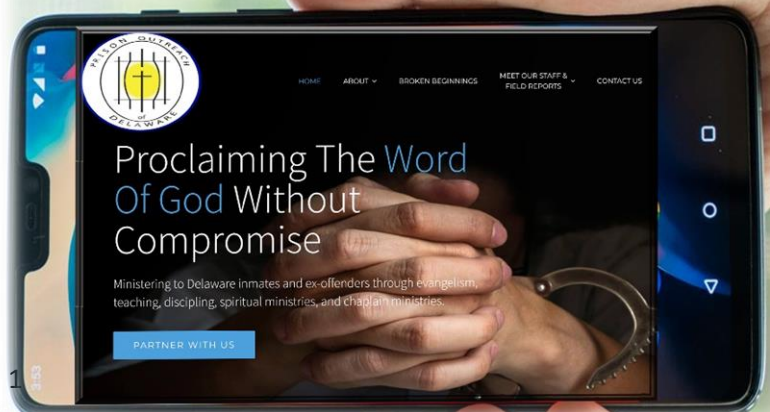 PRISON OUTREACH
of
DELAWARE
HOME
ABOUT
BROKEN BEGINNINGS
MEET OUR STAFF &
FIELD REPORTS
CONTACT US
Proclaiming The Word
Of God Without
Compromise
Ministering to Delaware inmates and ex-offenders through evangelism,
teaching, discipling, spiritual ministries, and chaplain ministries.
PARTNER WITH US
1
3:53